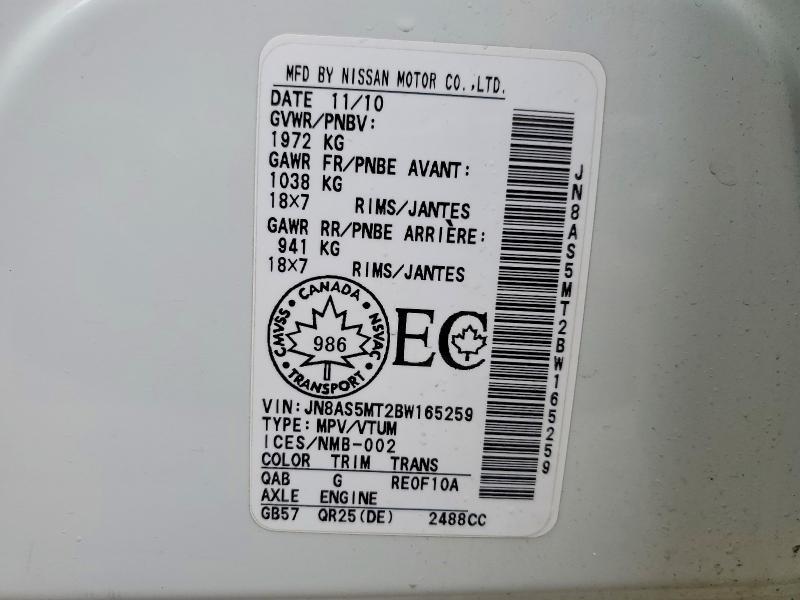 MFD BY NISSAN MOTOR CO.,LTD.
DATE 11/10
GVWR/PNBV:
1972 KG
GAWR FR/PNBE AVANT:
1038 KG
18×7 RIMS/JANTES
GAWR RR/PNBE ARRIÈRE:
941 KG
18×7 RIMS/JANTES
CANADA
CMVSS NSVAC
986
TRANSPORT
EC
VIN:JN8AS5MT2BW165259
TYPE:MPV/VTUM
ICES/NMB-002
COLOR TRIM TRANS
QAB G RE0F10A
AXLE ENGINE
GB57 QR25(DE) 2488CC
JN8AS5MT2BW165259